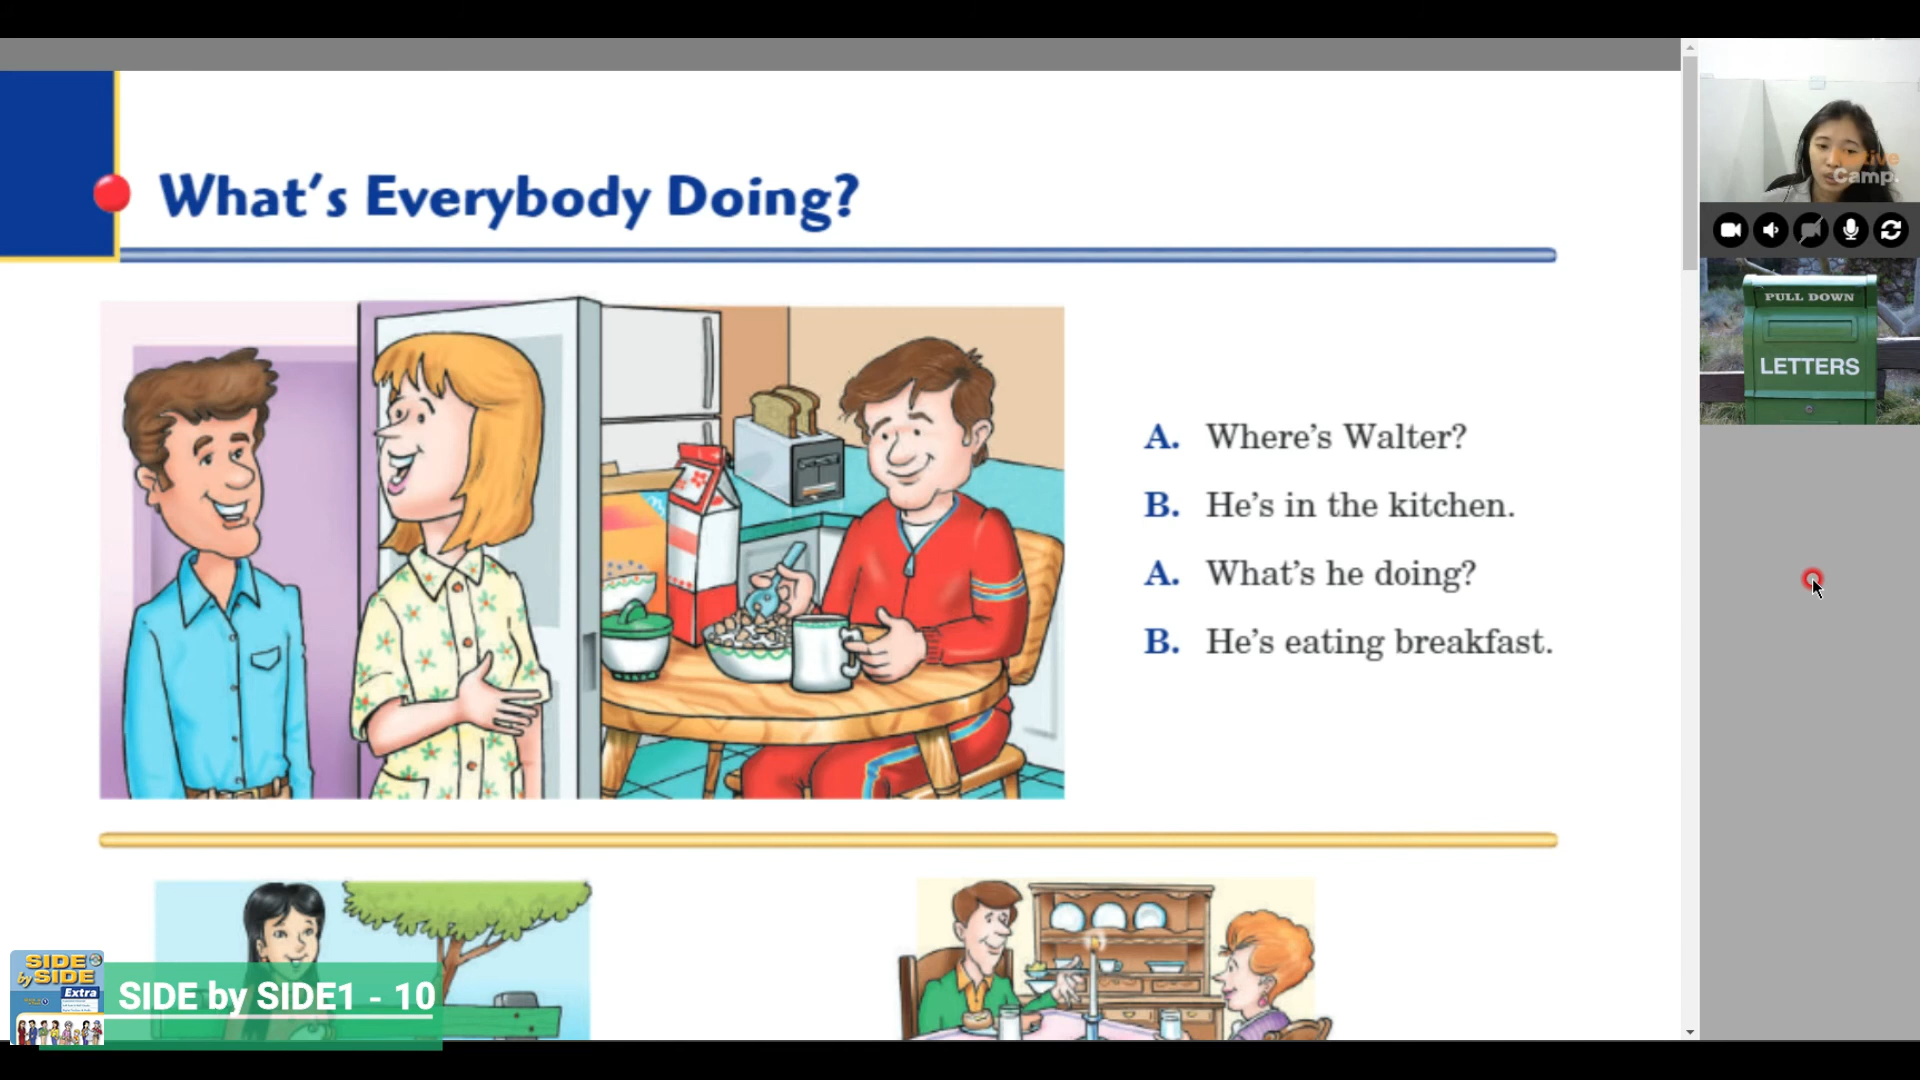 What's Everybody Doing?
A. Where's Walter?
B. He's in the kitchen.
A. What's he doing?
B. He's eating breakfast.
Camp.
PULL DOWN
LETTERS
SIDE
by SIDE
Extra
SIDE by SIDE1 - 10